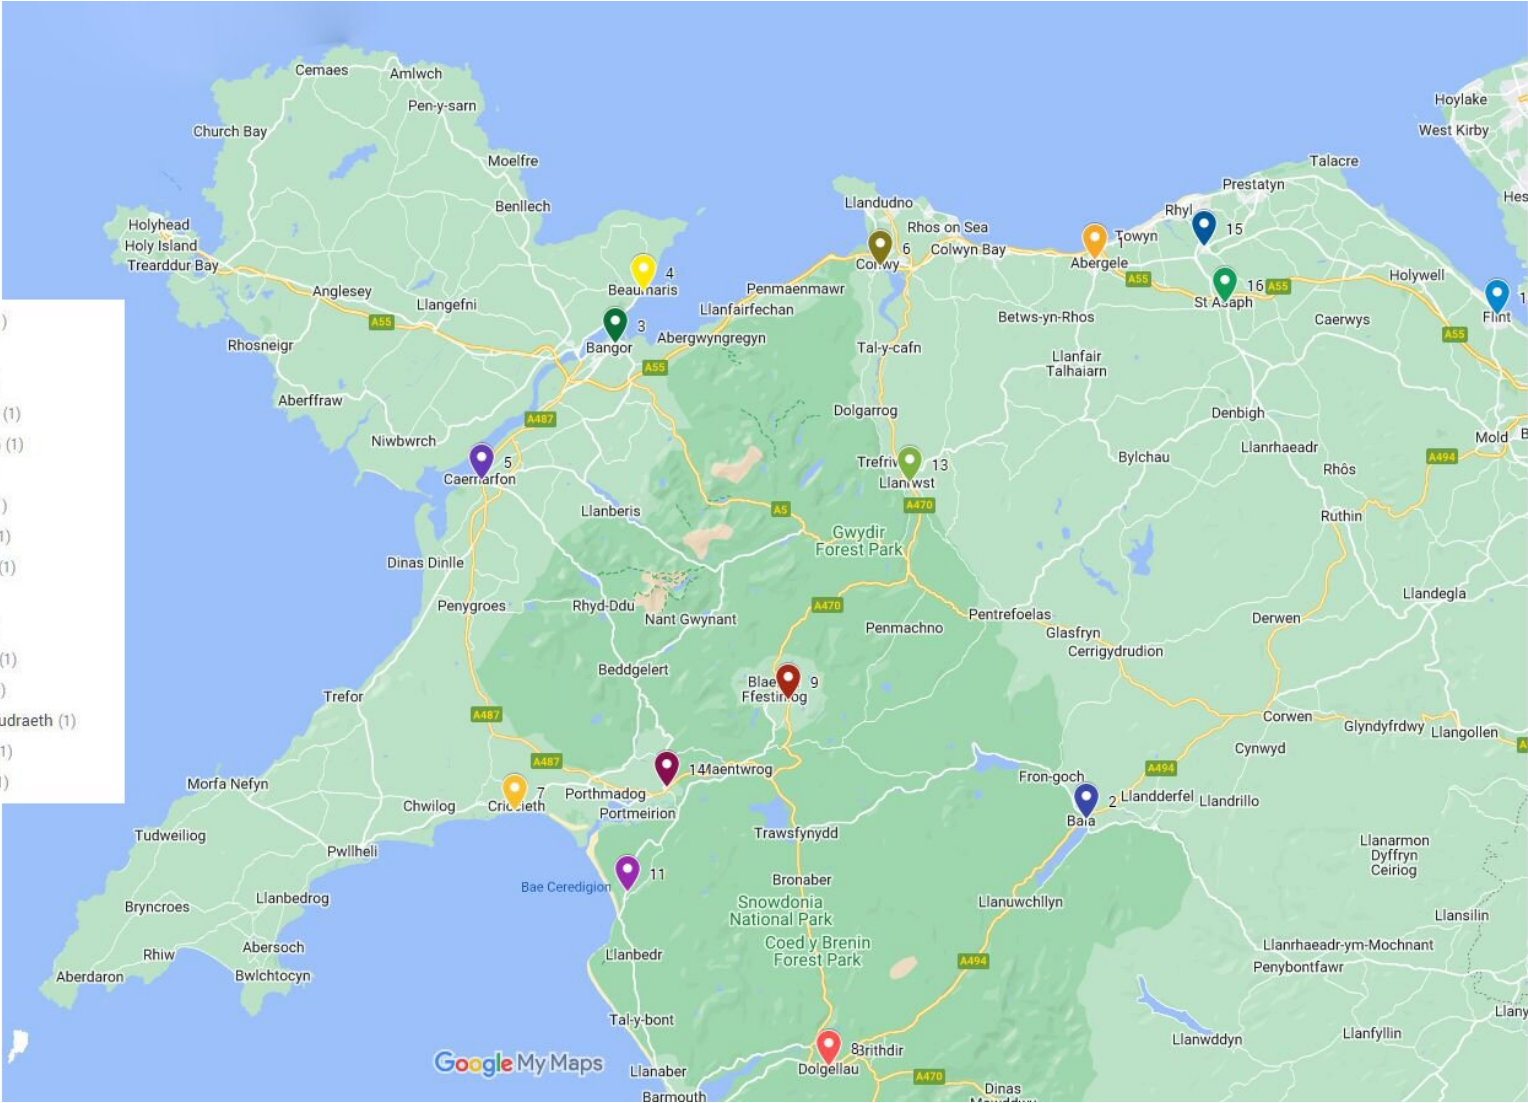 Cemaes
Amlwch
Pen-y-sarn
Church Bay
Moelfre
Benllech
Holyhead
Holy Island
Trearddur Bay
Anglesey
Llangefni
A55
Rhosneigr
Aberffraw
Niwbwrch
4
Beaumaris
3
Bangor
Abergwyngregyn
A55
Llanfairfechan
Penmaenmawr
Llandudno
Rhos on Sea
Colwyn Bay
6
Conwy
Towyn
1
Abergele
A55
Rhyl
15
Prestatyn
Talacre
Hoylake
West Kirby
Hes
16
A55
St Asaph
Holywell
1
Flint
Caerwys
A55
Betws-yn-Rhos
Llanfair
Talhaiarn
Tal-y-cafn
Dolgarrog
Denbigh
Llanrhaeadr
Mold
B
A494
Rhôs
Bylchau
Ruthin
Trefriw
13
Llanrwst
A470
A487
5
Caernarfon
Llanberis
A5
Gwydir
Forest Park
Dinas Dinlle
Penygroes
Rhyd-Ddu
Nant Gwynant
A470
Penmachno
Pentrefoelas
Glasfryn
Cerrigydrudion
Derwen
Llandegla
Beddgelert
9
Blae
Ffestiniog
Trefor
A487
A487
Corwen
Glyndyfrdwy
Llangollen
A
Cynwyd
A494
Fron-goch
2
Llandderfel
Llandrillo
Bala
14
Maentwrog
Porthmadog
Portmeirion
7
Criccieth
Chwilog
Morfa Nefyn
Tudweiliog
Pwllheli
Trawsfynydd
Llanarmon
Dyffryn
Ceiriog
11
Bae Ceredigion
Bronaber
Snowdonia
National Park
Coed y Brenin
Forest Park
Llanuwchllyn
Llansilin
Llanbedrog
Bryncroes
Abersoch
Rhiw
Bwlchtocyn
Aberdaron
Llanbedr
A494
Llanrhaeadr-ym-Mochnant
Penybontfawr
Llany
Tal-y-bont
Llanwddyn
Llanfyllin
8
Brithdir
Dolgellau
A470
Dinas
Mawddwy
Llanaber
Barmouth
Google My Maps
)
(1)
(1)
)
1)
(1)
(1)
)
udraeth (1)
1)
)